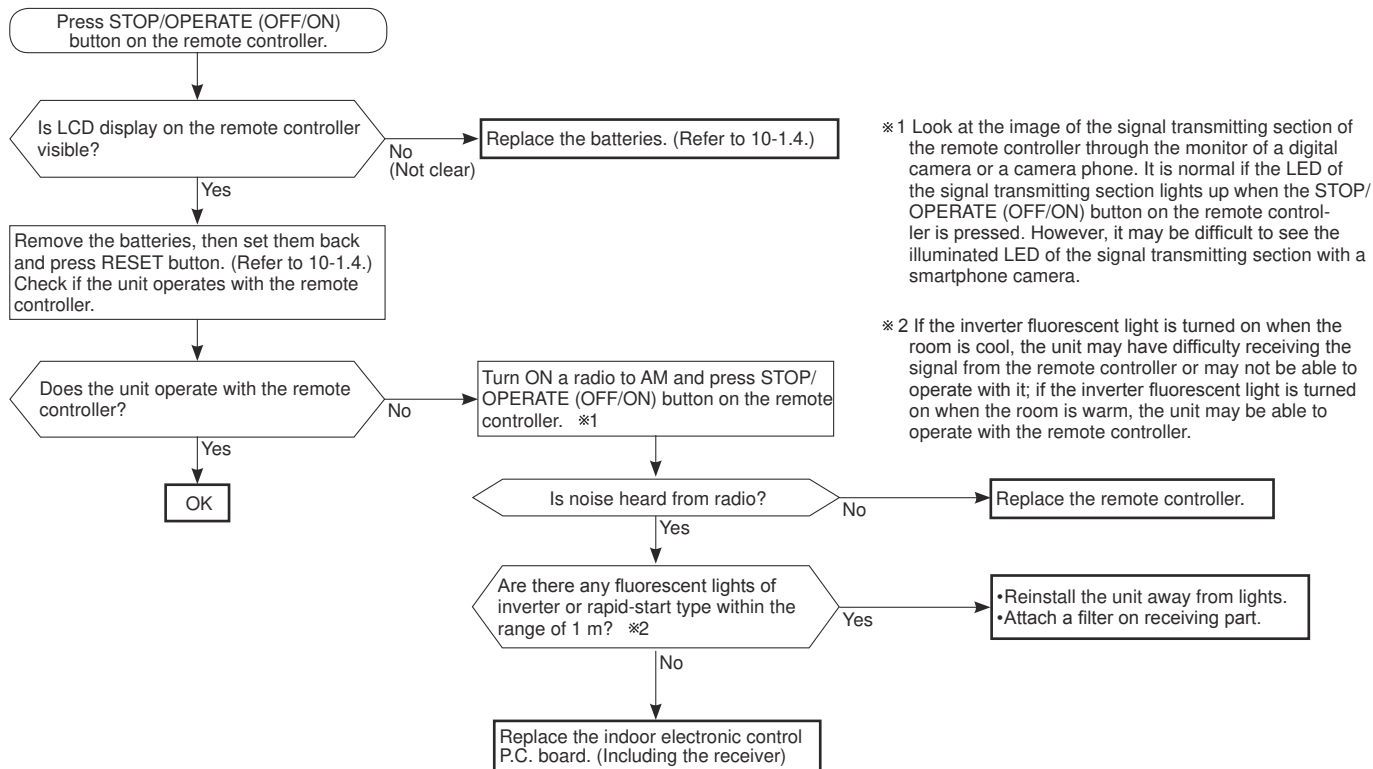 Press STOP/OPERATE (OFF/ON)
button on the remote controller.
Is LCD display on the remote controller
visible?
No
(Not clear)
Replace the batteries. (Refer to 10-1.4.)
Yes
Remove the batteries, then set them back
and press RESET button. (Refer to 10-1.4.)
Check if the unit operates with the remote
controller.
Does the unit operate with the remote
controller?
No
Yes
OK
Turn ON a radio to AM and press STOP/
OPERATE (OFF/ON) button on the remote
controller. ※1
Is noise heard from radio?
No
Replace the remote controller.
Yes
Are there any fluorescent lights of
inverter or rapid-start type within the
range of 1 m? ※2
Yes
•Reinstall the unit away from lights.
•Attach a filter on receiving part.
No
Replace the indoor electronic control
P.C. board. (Including the receiver)
※1 Look at the image of the signal transmitting section of
the remote controller through the monitor of a digital
camera or a camera phone. It is normal if the LED of
the signal transmitting section lights up when the STOP/
OPERATE (OFF/ON) button on the remote control-
ler is pressed. However, it may be difficult to see the
illuminated LED of the signal transmitting section with a
smartphone camera.
※2 If the inverter fluorescent light is turned on when the
room is cool, the unit may have difficulty receiving the
signal from the remote controller or may not be able to
operate with it; if the inverter fluorescent light is turned
on when the room is warm, the unit may be able to
operate with the remote controller.